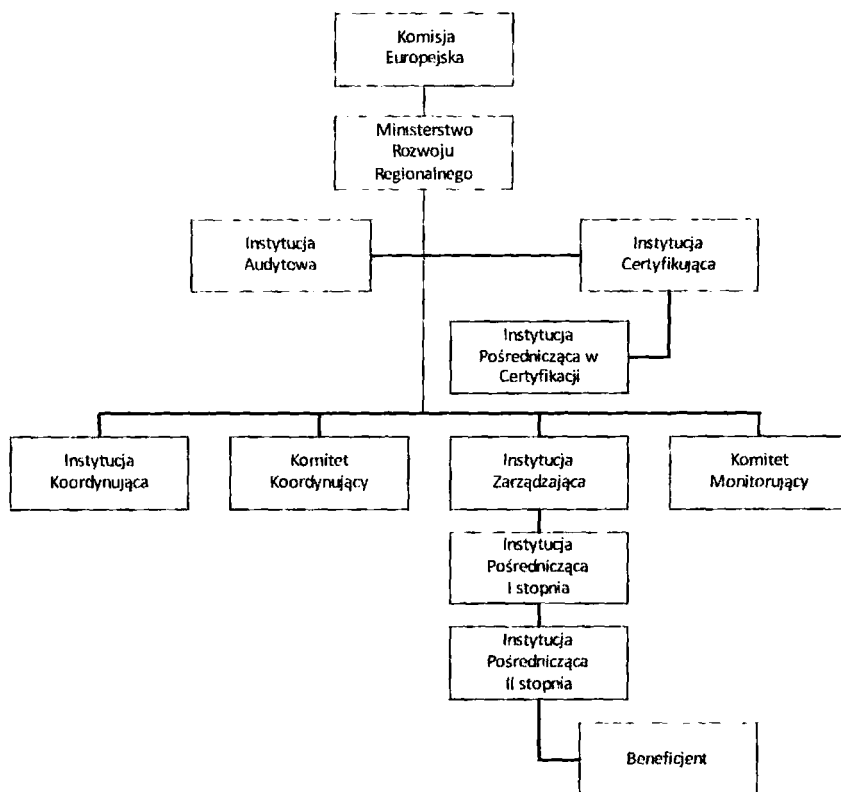 Komisja
Europejska
Ministerstwo
Rozwoju
Regionalnego
Instytucja
Audytowa
Instytucja
Certyfikująca
Instytucja
Pośrednicząca w
Certyfikacji
Instytucja
Koordynująca
Komitet
Koordynujący
Instytucja
Zarządzająca
Komitet
Monitorujący
Instytucja
Pośrednicząca
I stopnia
Instytucja
Pośrednicząca
II stopnia
Beneficjent